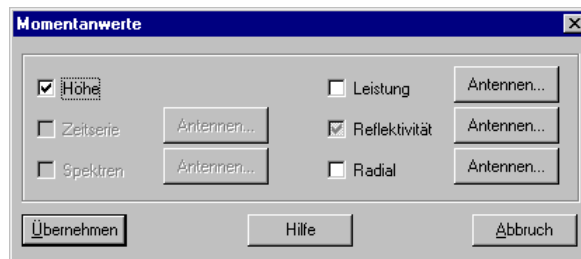 Momentanwerte
Höhe
Leistung Antennen...
Zeitserie Antennen... Reflektivität Antennen...
Spektren Antennen... Radial Antennen...
Übernehmen Hilfe Abbruch